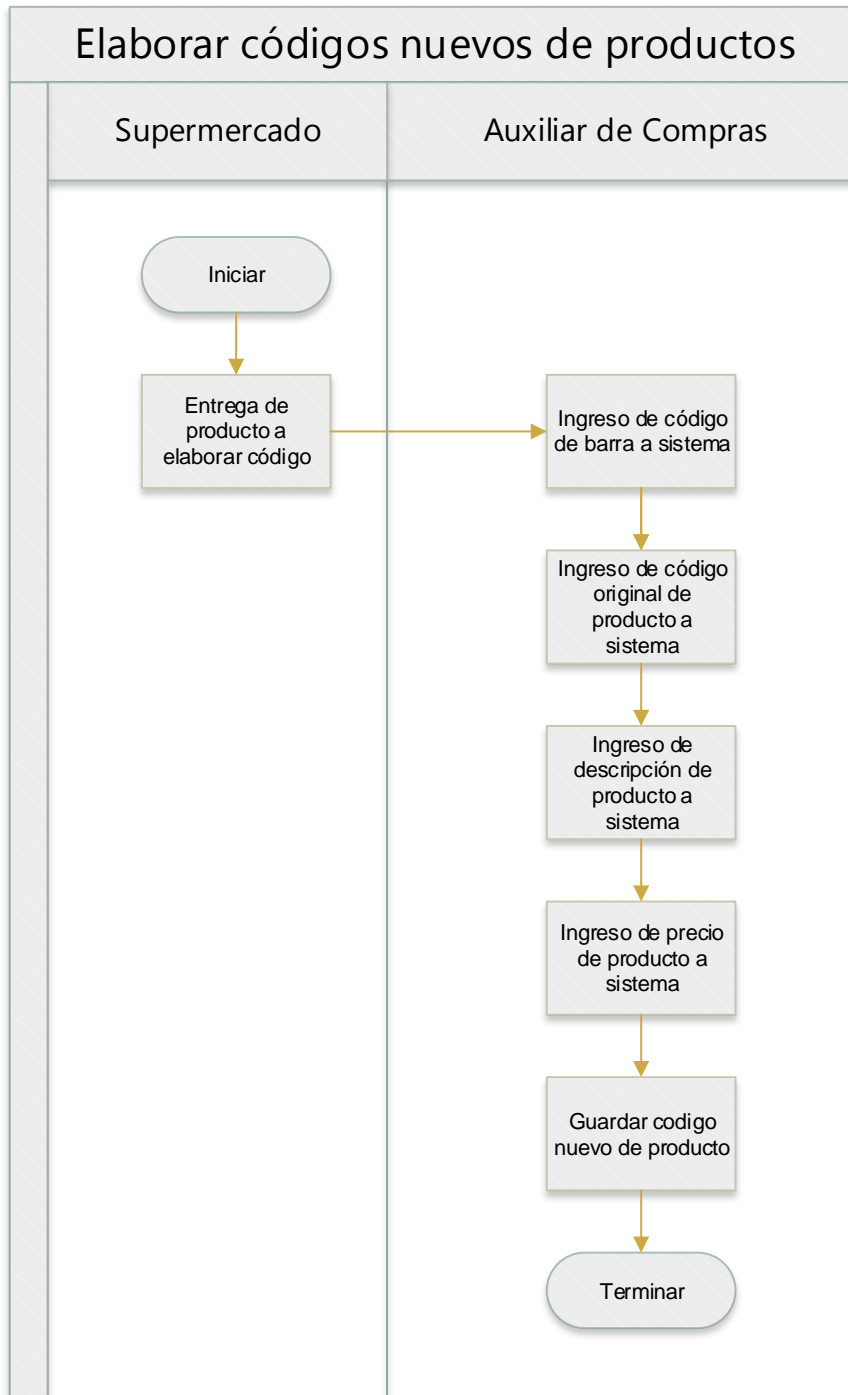 Elaborar códigos nuevos de productos
Supermercado
Auxiliar de Compras
Iniciar
Entrega de
producto a
elaborar código
Ingreso de código
de barra a sistema
Ingreso de código
original de
producto a
sistema
Ingreso de
descripción de
producto a
sistema
Ingreso de precio
de producto a
sistema
Guardar codigo
nuevo de producto
Terminar